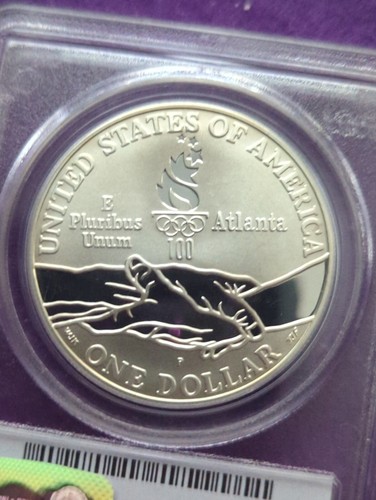 UNITED STATES OF AMERICA
E
Pluribus
Unum
Atlanta
100
P
ONE DOLLAR